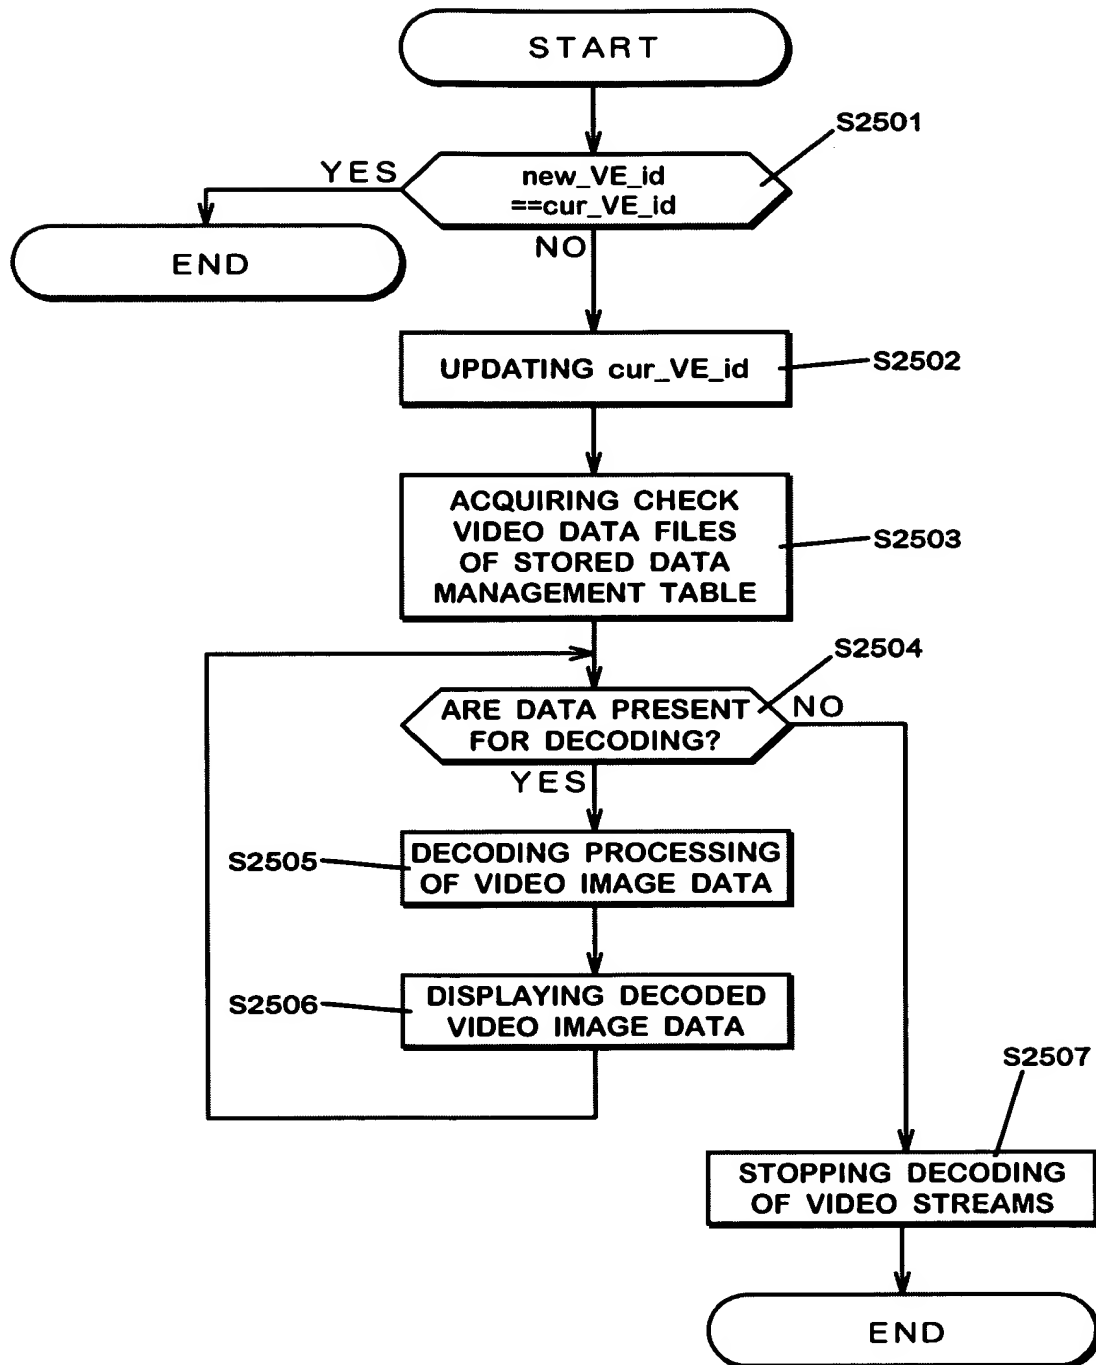 START
S2501
YES
new_VE_id
==cur_VE_id
END
NO
UPDATING cur_VE_id
S2502
ACQUIRING CHECK
VIDEO DATA FILES
OF STORED DATA
MANAGEMENT TABLE
S2503
S2504
ARE DATA PRESENT
FOR DECODING?
NO
YES
S2505
DECODING PROCESSING
OF VIDEO IMAGE DATA
S2506
DISPLAYING DECODED
VIDEO IMAGE DATA
S2507
STOPPING DECODING
OF VIDEO STREAMS
END